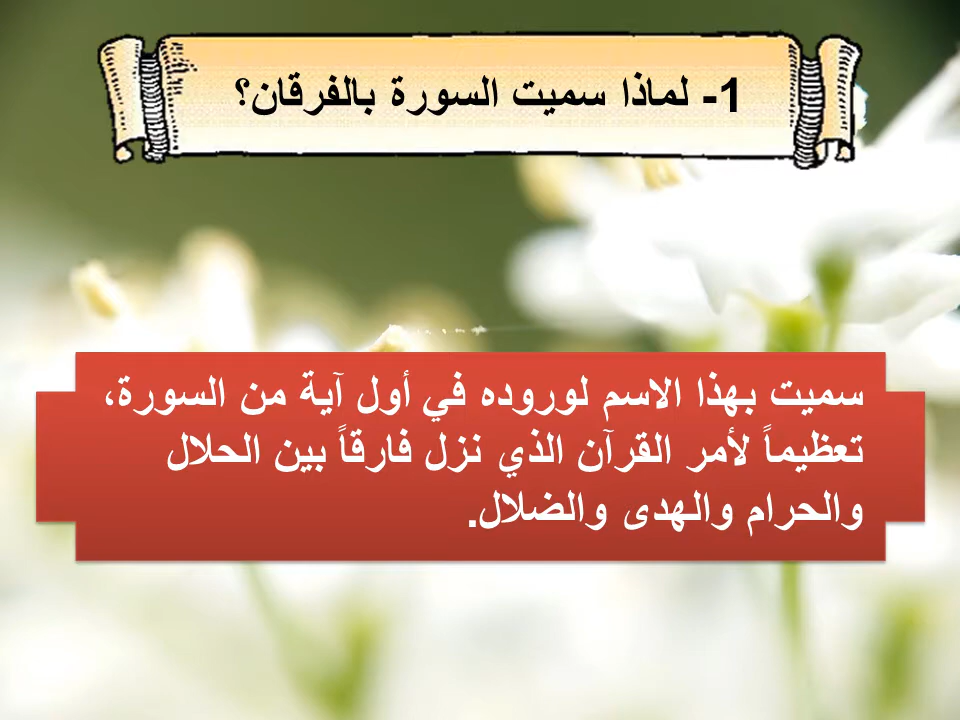 1- لماذا سميت السورة بالفرقان؟
سميت بهذا الاسم لوروده في أول آية من السورة،
تعظيماً لأمر القرآن الذي نزل فارقاً بين الحلال
والحرام والهدى والضلال.